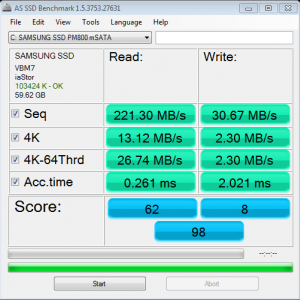 AS SSD Benchmark 1.5.3753.27631
File Edit View Tools Language Help
C: SAMSUNG SSD PM800 mSATA
SAMSUNG SSD
VBM7
iaStor
103424 K - OK
59.62 GB
Read: Write:
Seq 221.30 MB/s 30.67 MB/s
4K 13.12 MB/s 2.30 MB/s
4K-64Thrd 26.74 MB/s 2.30 MB/s
Acc.time 0.261 ms 2.021 ms
Score: 62 8
98
--:--:--
Start Abort